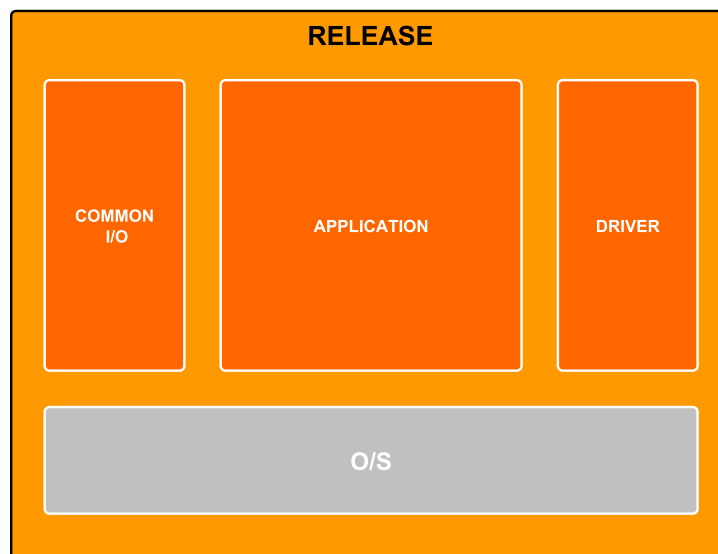 RELEASE
COMMON
I/O
APPLICATION
DRIVER
O/S